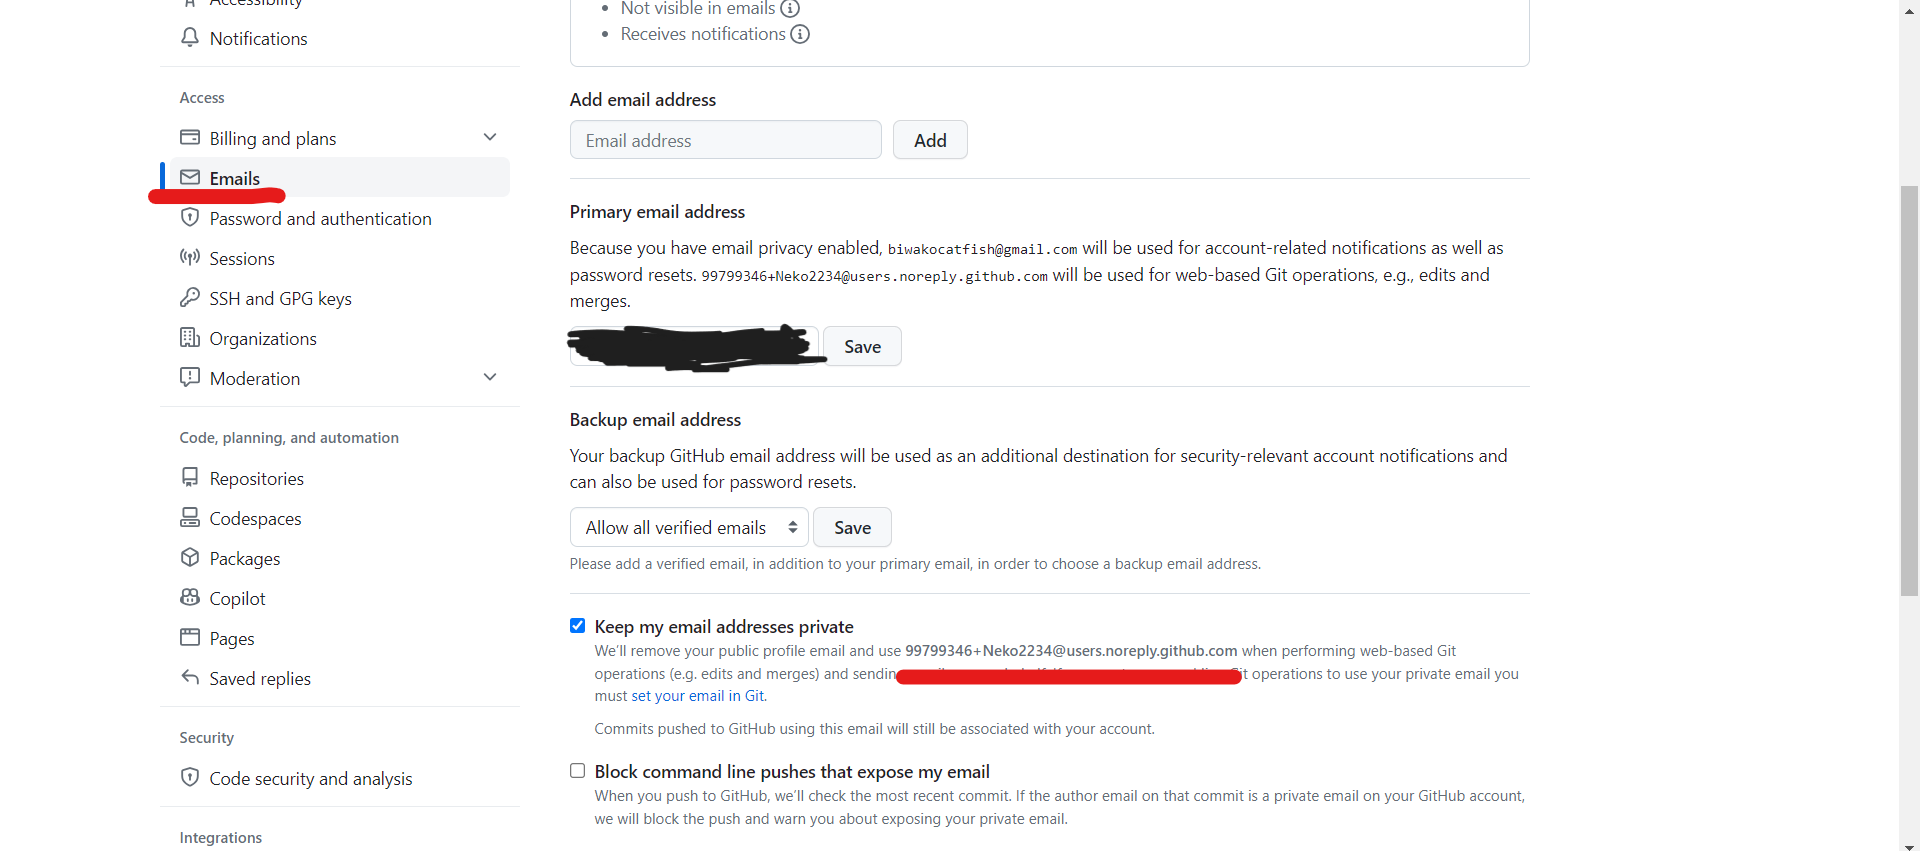 Accessibility
Notifications
Access
Billing and plans
Emails
Password and authentication
Sessions
SSH and GPG keys
Organizations
Moderation
Code, planning, and automation
Repositories
Codespaces
Packages
Copilot
Pages
Saved replies
Security
Code security and analysis
Integrations
Not visible in emails
Receives notifications
Add email address
Email address
Add
Primary email address
Because you have email privacy enabled, biwakocatfish@gmail.com will be used for account-related notifications as well as
password resets. 99799346+Neko2234@users.noreply.github.com will be used for web-based Git operations, e.g., edits and
merges.
Save
Backup email address
Your backup GitHub email address will be used as an additional destination for security-relevant account notifications and
can also be used for password resets.
Allow all verified emails
Save
Please add a verified email, in addition to your primary email, in order to choose a backup email address.
Keep my email addresses private
We'll remove your public profile email and use 99799346+Neko2234@users.noreply.github.com when performing web-based Git
operations (e.g. edits and merges) and operations to use your private email you
must set your email in Git.
Commits pushed to GitHub using this email will still be associated with your account.
Block command line pushes that expose my email
When you push to GitHub, we'll check the most recent commit. If the author email on that commit is a private email on your GitHub account,
we will block the push and warn you about exposing your private email.